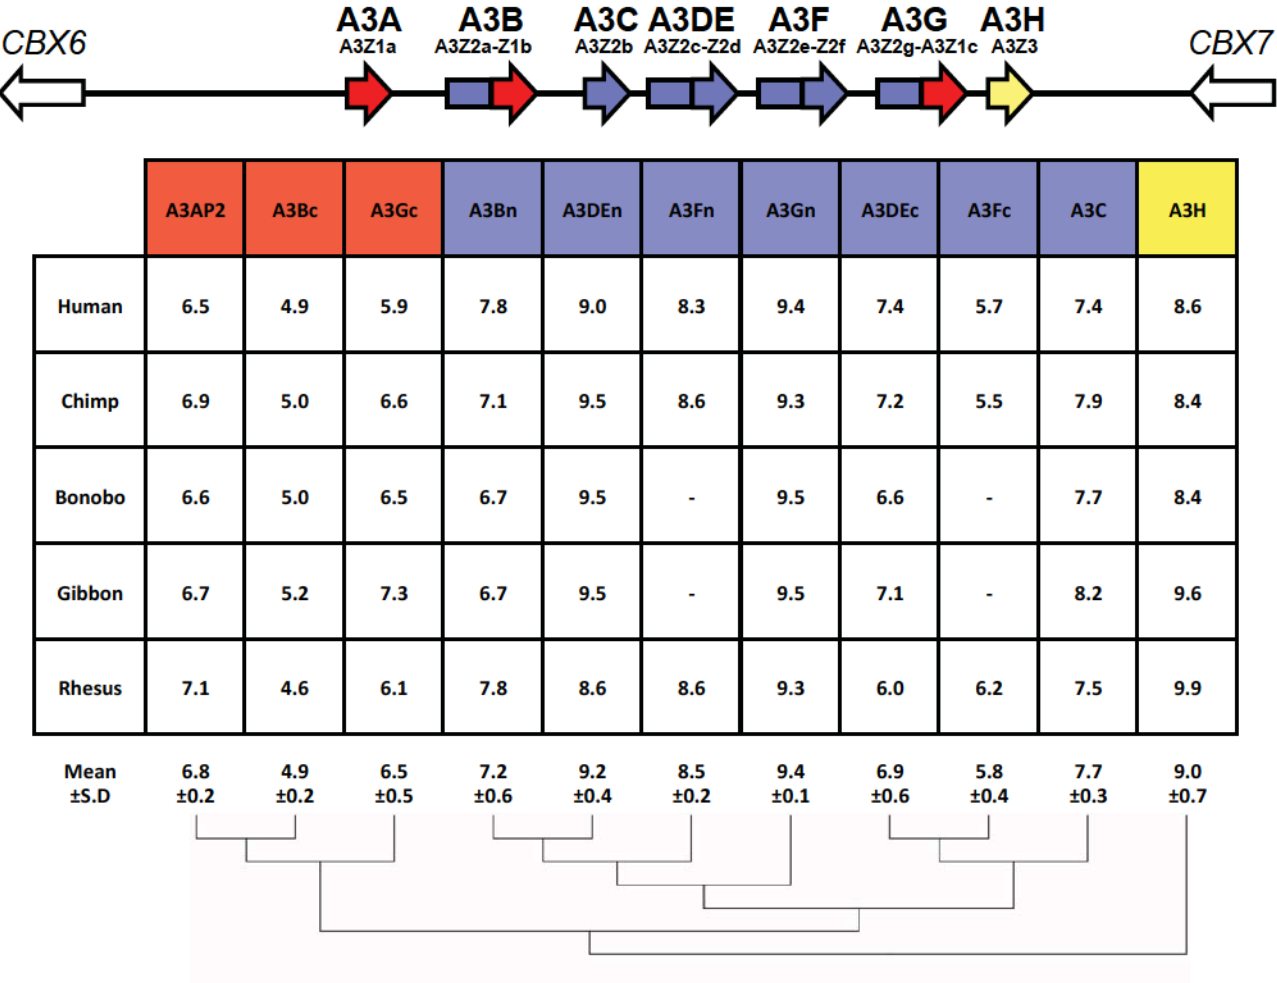 A3A A3B A3C A3DE A3F A3G A3H
CBX6 A3Z1a A3Z2a-Z1b A3Z2b A3Z2c-Z2d A3Z2e-Z2f A3Z2g-A3Z1c A3Z3 CBX7
A3AP2 A3Bc A3Gc A3Bn A3DEn A3Fn A3Gn A3DEc A3Fc A3C A3H
Human 6.5 4.9 5.9 7.8 9.0 8.3 9.4 7.4 5.7 7.4 8.6
Chimp 6.9 5.0 6.6 7.1 9.5 8.6 9.3 7.2 5.5 7.9 8.4
Bonobo 6.6 5.0 6.5 6.7 9.5 - 9.5 6.6 - 7.7 8.4
Gibbon 6.7 5.2 7.3 6.7 9.5 - 9.5 7.1 - 8.2 9.6
Rhesus 7.1 4.6 6.1 7.8 8.6 8.6 9.3 6.0 6.2 7.5 9.9
Mean 6.8 4.9 6.5 7.2 9.2 8.5 9.4 6.9 5.8 7.7 9.0
±S.D ±0.2 ±0.2 ±0.5 ±0.6 ±0.4 ±0.2 ±0.1 ±0.6 ±0.4 ±0.3 ±0.7